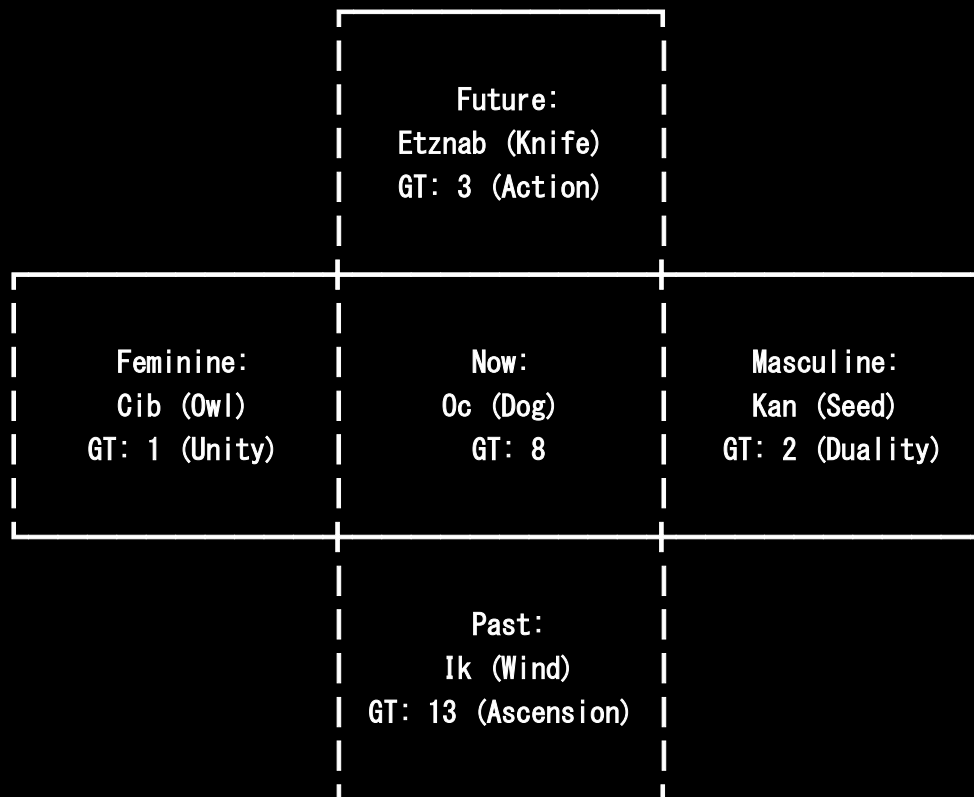 Future:
Etznab (Knife)
GT: 3 (Action)
Feminine:
Cib (Owl)
GT: 1 (Unity)
Now:
Oc (Dog)
GT: 8
Masculine:
Kan (Seed)
GT: 2 (Duality)
Past:
Ik (Wind)
GT: 13 (Ascension)